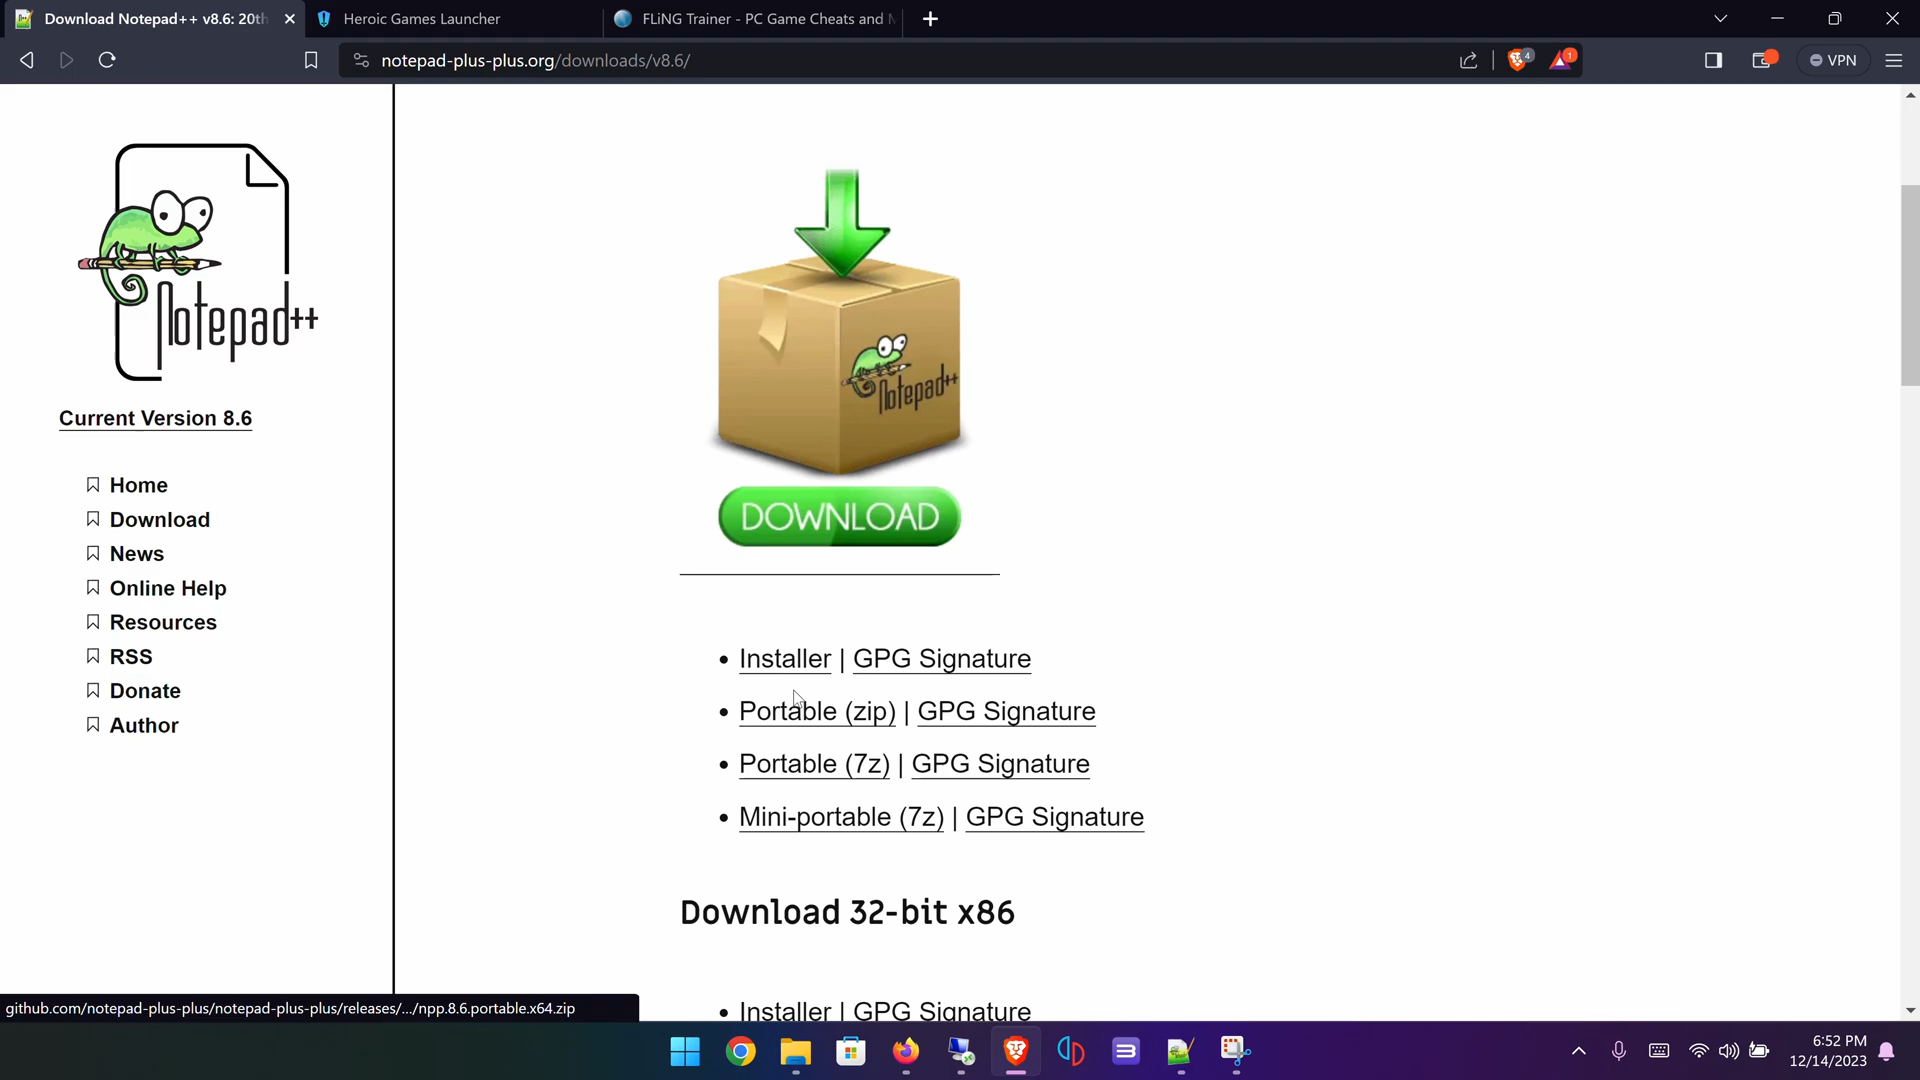 Download Notepad++ v8.6: 20th
Heroic Games Launcher
FLiNG Trainer - PC Game Cheats and M
notepad-plus-plus.org/downloads/v8.6/
4
1
VPN
Notepad++
Current Version 8.6
Home
Download
News
Online Help
Resources
RSS
Donate
Author
Notepad++
DOWNLOAD
• Installer | GPG Signature
• Portable (zip) | GPG Signature
• Portable (7z) | GPG Signature
• Mini-portable (7z) | GPG Signature
Download 32-bit x86
• Installer | GPG Signature
github.com/notepad-plus-plus/notepad-plus-plus/releases/.../npp.8.6.portable.x64.zip
6:52 PM
12/14/2023